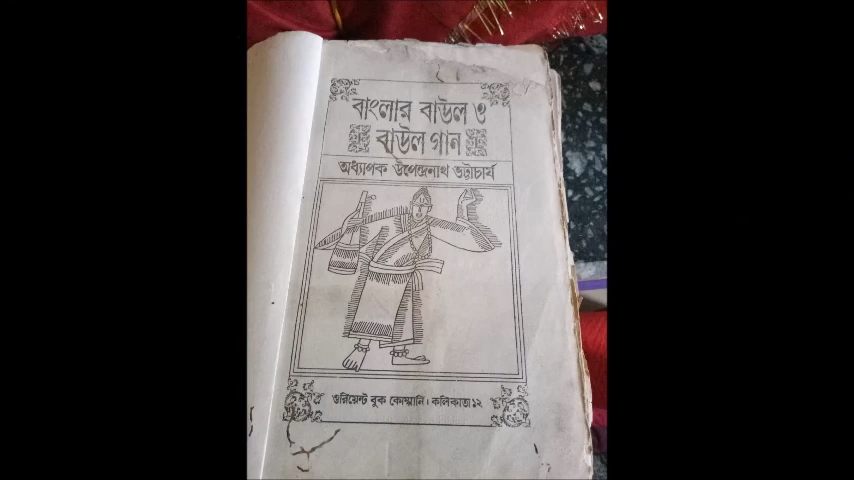 বাংলার বাউল ও
বাউল গান
অধ্যাপক উপেন্দ্রনাথ ভট্টাচার্য
ওরিয়েন্ট বুক কোম্পানি। কলিকাতা ১২